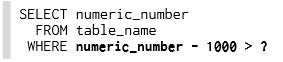 SELECT numeric_number
FROM table_name
WHERE numeric_number - 1000 > ?